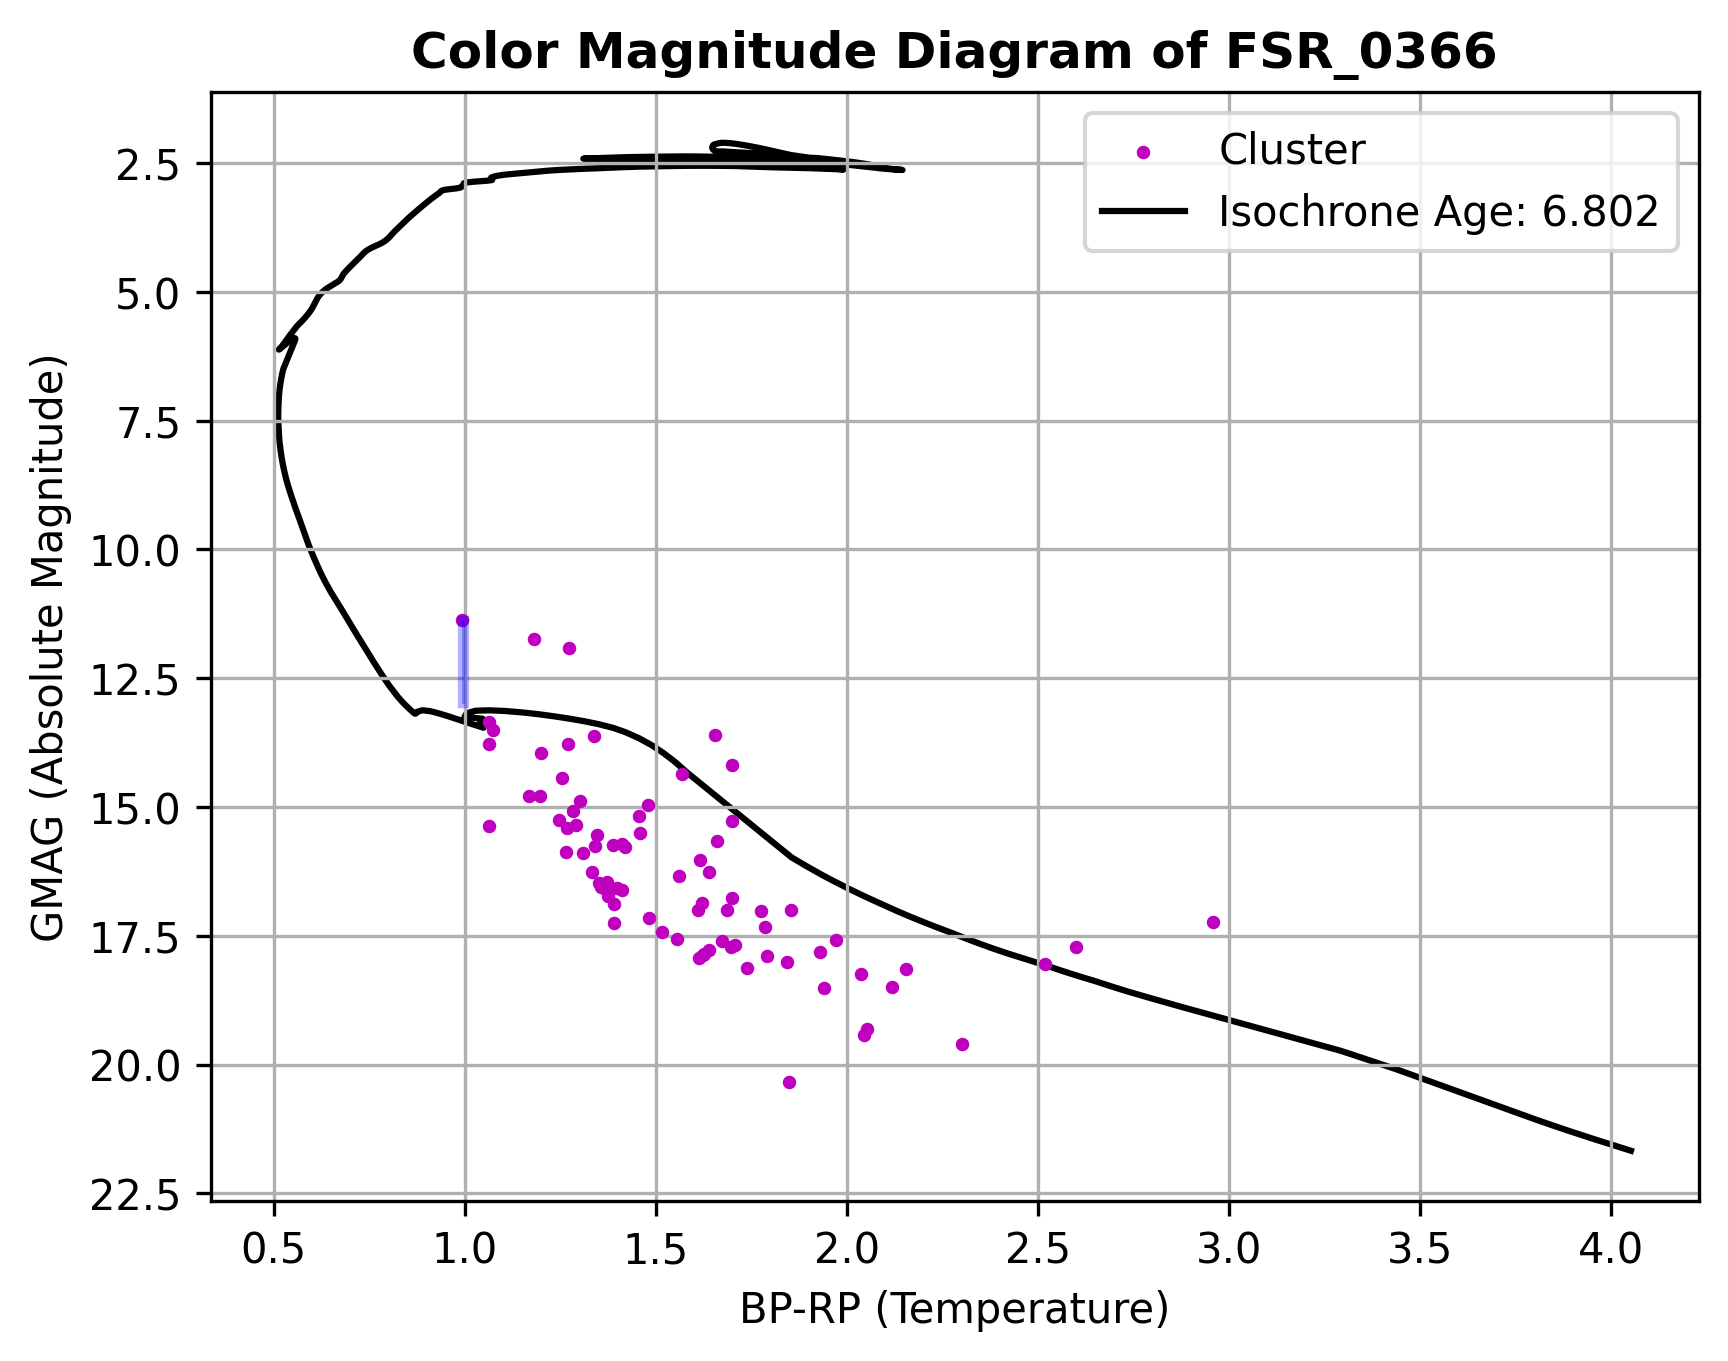 Color Magnitude Diagram of FSR_0366
Cluster
Isochrone Age: 6.802
GMAG (Absolute Magnitude)
2.5
5.0
7.5
10.0
12.5
15.0
17.5
20.0
22.5
0.5 1.0 1.5 2.0 2.5 3.0 3.5 4.0
BP-RP (Temperature)